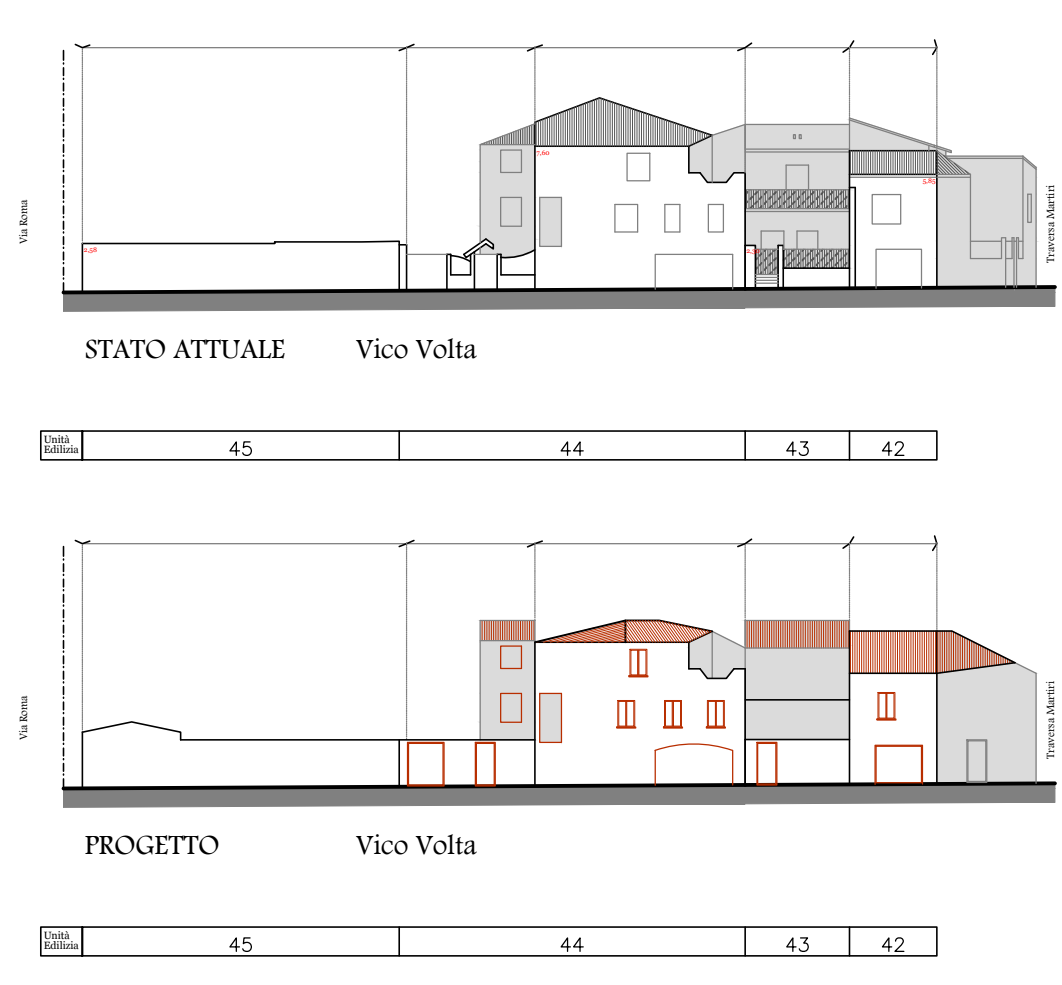 Via Roma
2,58
7,60
5,85
Traversa Martiri
STATO ATTUALE Vico Volta
Unità
Edilizia
45 44 43 42
Via Roma
Traversa Martiri
PROGETTO Vico Volta
Unità
Edilizia
45 44 43 42